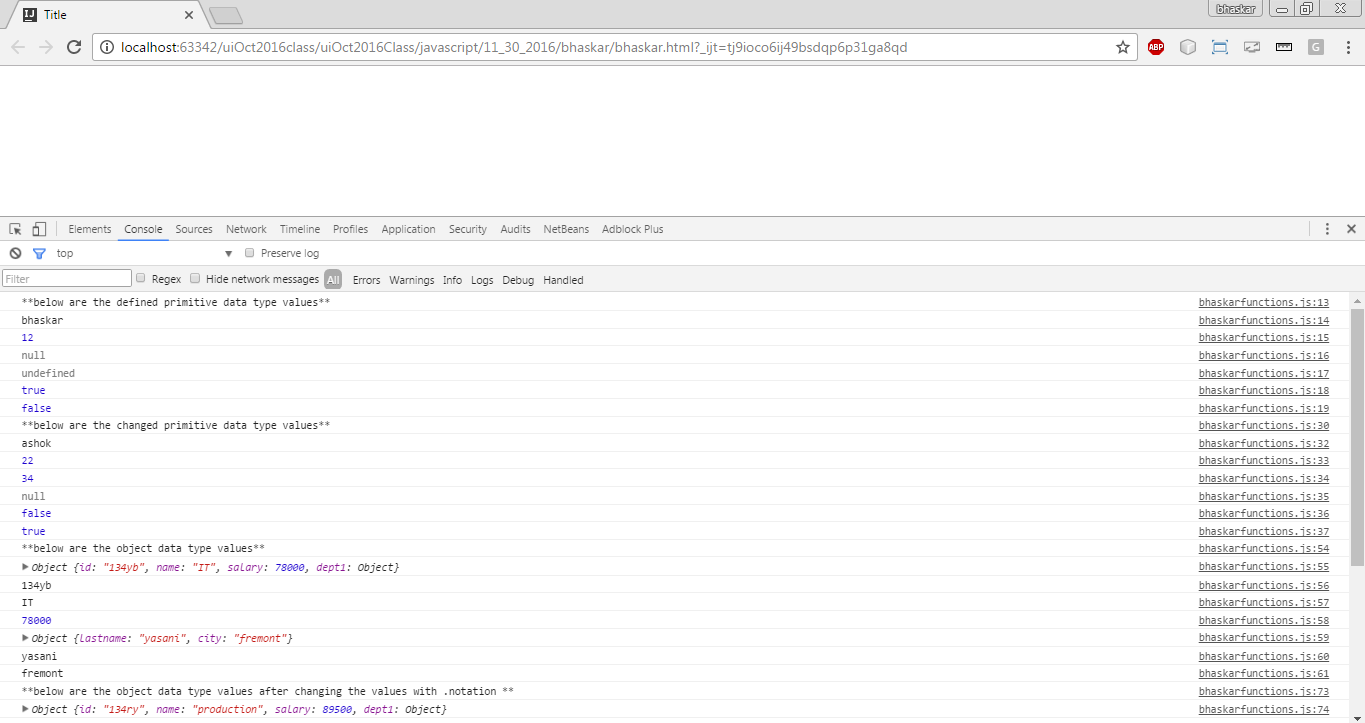 Title
bhaskar
localhost:63342/uiOct2016class/uiOct2016Class/javascript/11_30_2016/bhaskar/bhaskar.html?_ijt=tj9ioco6ij49bsdqp6p31ga8qd
ABP
G
Elements Console Sources Network Timeline Profiles Application Security Audits NetBeans Adblock Plus
top Preserve log
Filter Regex Hide network messages All Errors Warnings Info Logs Debug Handled
**below are the defined primitive data type values** bhaskarfunctions.js:13
bhaskar bhaskarfunctions.js:14
12 bhaskarfunctions.js:15
null bhaskarfunctions.js:16
undefined bhaskarfunctions.js:17
true bhaskarfunctions.js:18
false bhaskarfunctions.js:19
**below are the changed primitive data type values** bhaskarfunctions.js:30
ashok bhaskarfunctions.js:32
22 bhaskarfunctions.js:33
34 bhaskarfunctions.js:34
null bhaskarfunctions.js:35
false bhaskarfunctions.js:36
true bhaskarfunctions.js:37
**below are the object data type values** bhaskarfunctions.js:54
Object {id: "134yb", name: "IT", salary: 78000, dept1: Object} bhaskarfunctions.js:55
134yb bhaskarfunctions.js:56
IT bhaskarfunctions.js:57
78000 bhaskarfunctions.js:58
Object {lastname: "yasani", city: "fremont"} bhaskarfunctions.js:59
yasani bhaskarfunctions.js:60
fremont bhaskarfunctions.js:61
**below are the object data type values after changing the values with .notation ** bhaskarfunctions.js:73
Object {id: "134ry", name: "production", salary: 89500, dept1: Object} bhaskarfunctions.js:74